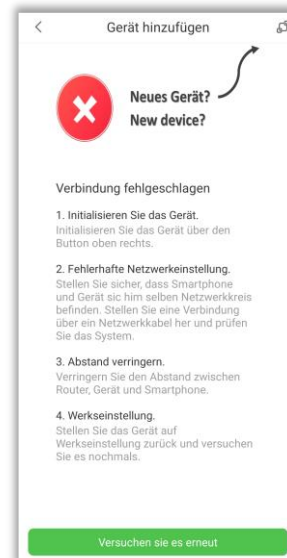 Gerät hinzufügen
Neues Gerät?
New device?
Verbindung fehlgeschlagen
1. Initialisieren Sie das Gerät.
Initialisieren Sie das Gerät über den
Button oben rechts.
2. Fehlerhafte Netzwerkeinstellung.
Stellen Sie sicher, dass Smartphone
und Gerät sic him selben Netzwerkkreis
befinden. Stellen Sie eine Verbindung
über ein Netzwerkkabel her und prüfen
Sie das System.
3. Abstand verringern.
Verringern Sie den Abstand zwischen
Router, Gerät und Smartphone.
4. Werkseinstellung.
Stellen Sie das Gerät auf
Werkseinstellung zurück und versuchen
Sie es nochmals.
Versuchen sie es erneut